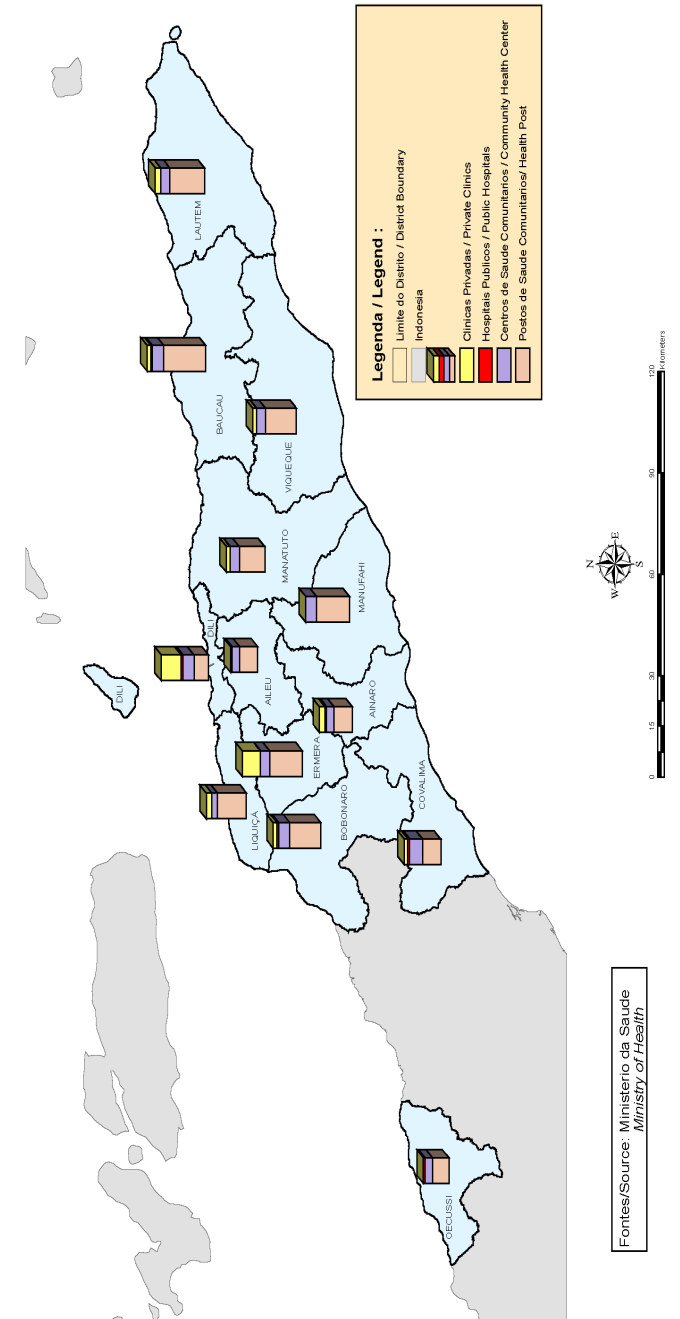 LAUTEM
BAUCAU
VIQUEQUE
MANATUTO
MANUFAHI
DILI
DILI
AILEU
AINARO
ERMERA
LIQUIÇÁ
BOBONARO
COVALIMA
OECUSSI
Legenda / Legend :
Limite do Distrito / District Boundary
Indonesia
Clinicas Privadas / Private Clinics
Hospitais Publicos / Public Hospitals
Centros de Saude Comunitarios / Community Health Center
Postos de Saude Comunitarios/ Health Post
N
W E
S
0 15 30 60 90 120
Kilometers
Fontes/Source: Ministerio da Saude
Ministry of Health